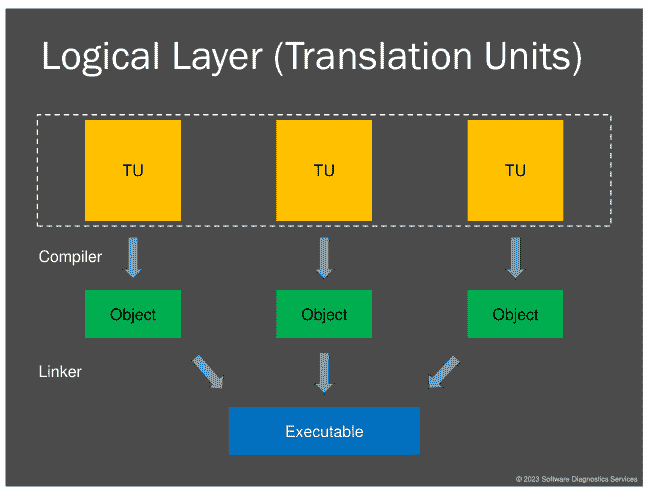 Logical Layer (Translation Units)
TU TU TU
Compiler
Object Object Object
Linker
Executable
© 2023 Software Diagnostics Services